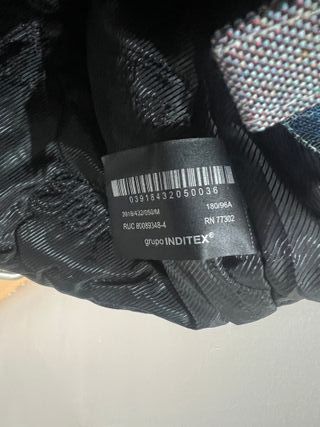 03918432050036
3918/432/050/M 180/96A
RUC 80089348-4 RN 77302
grupo INDITEX®